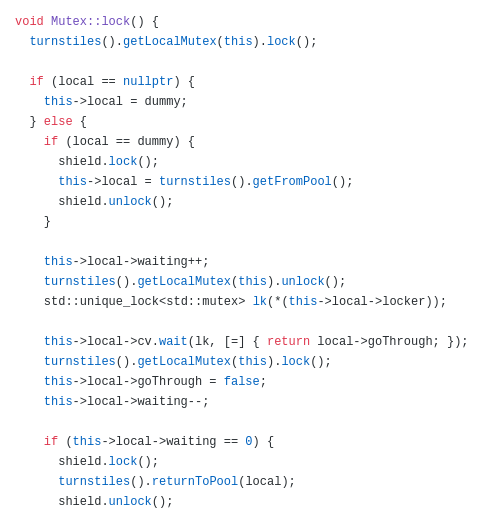 void Mutex::lock() {
turnstiles().getLocalMutex(this).lock();
if (local == nullptr) {
this->local = dummy;
} else {
if (local == dummy) {
shield.lock();
this->local = turnstiles().getFromPool();
shield.unlock();
}
this->local->waiting++;
turnstiles().getLocalMutex(this).unlock();
std::unique_lock<std::mutex> lk(*(this->local->locker));
this->local->cv.wait(lk, [=] { return local->goThrough; });
turnstiles().getLocalMutex(this).lock();
this->local->goThrough = false;
this->local->waiting--;
if (this->local->waiting == 0) {
shield.lock();
turnstiles().returnToPool(local);
shield.unlock();